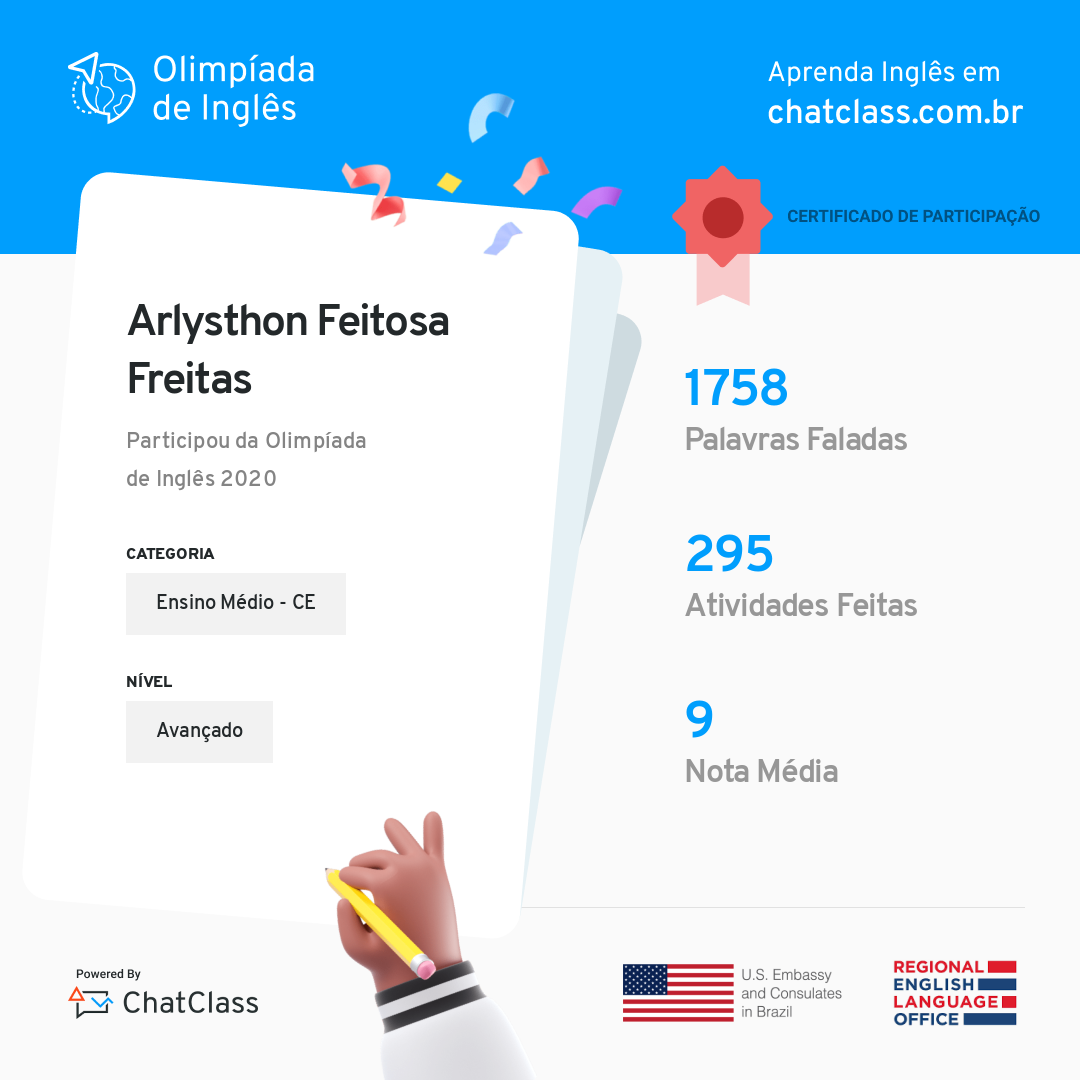 Olimpíada
de Inglês
Aprenda Inglês em
chatclass.com.br
CERTIFICADO DE PARTICIPAÇÃO
Arlysthon Feitosa
Freitas
Participou da Olimpíada
de Inglês 2020
CATEGORIA
Ensino Médio - CE
NÍVEL
Avançado
1758
Palavras Faladas
295
Atividades Feitas
9
Nota Média
Powered By
ChatClass
U.S. Embassy
and Consulates
in Brazil
REGIONAL
ENGLISH
LANGUAGE
OFFICE